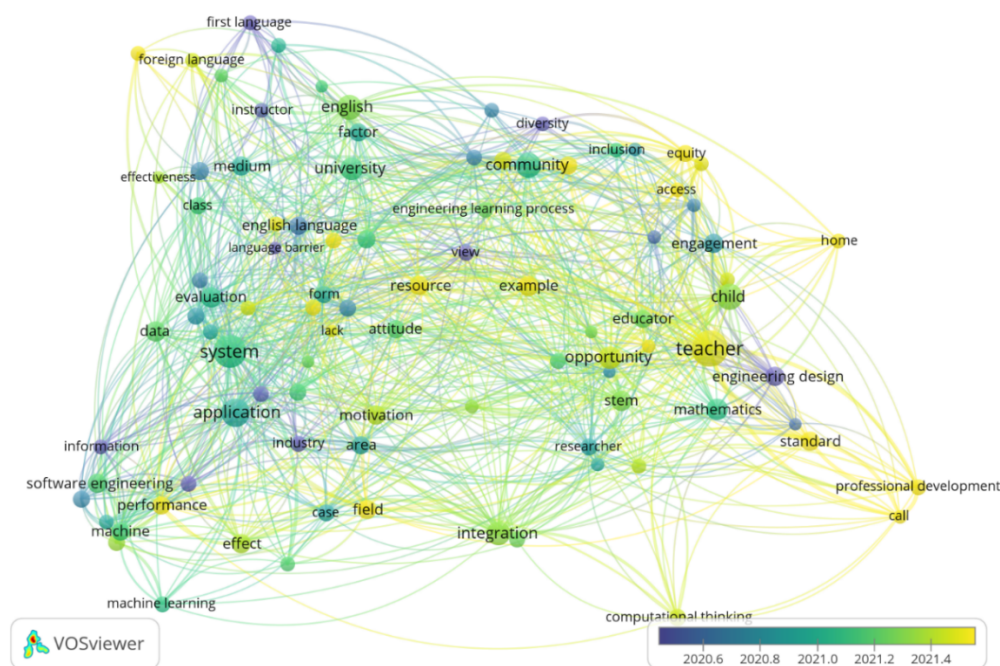 first language
foreign language
instructor
english
factor
diversity
effectiveness
medium
university
community
inclusion
equity
access
class
engineering learning process
english language
language barrier
view
engagement
home
evaluation
form
resource
example
child
data
lack
attitude
educator
system
opportunity
teacher
engineering design
application
motivation
stem
mathematics
information
industry
area
researcher
standard
software engineering
performance
case
field
professional development
call
machine
effect
integration
machine learning
computational thinking
VOSviewer
2020.6 2020.8 2021.0 2021.2 2021.4